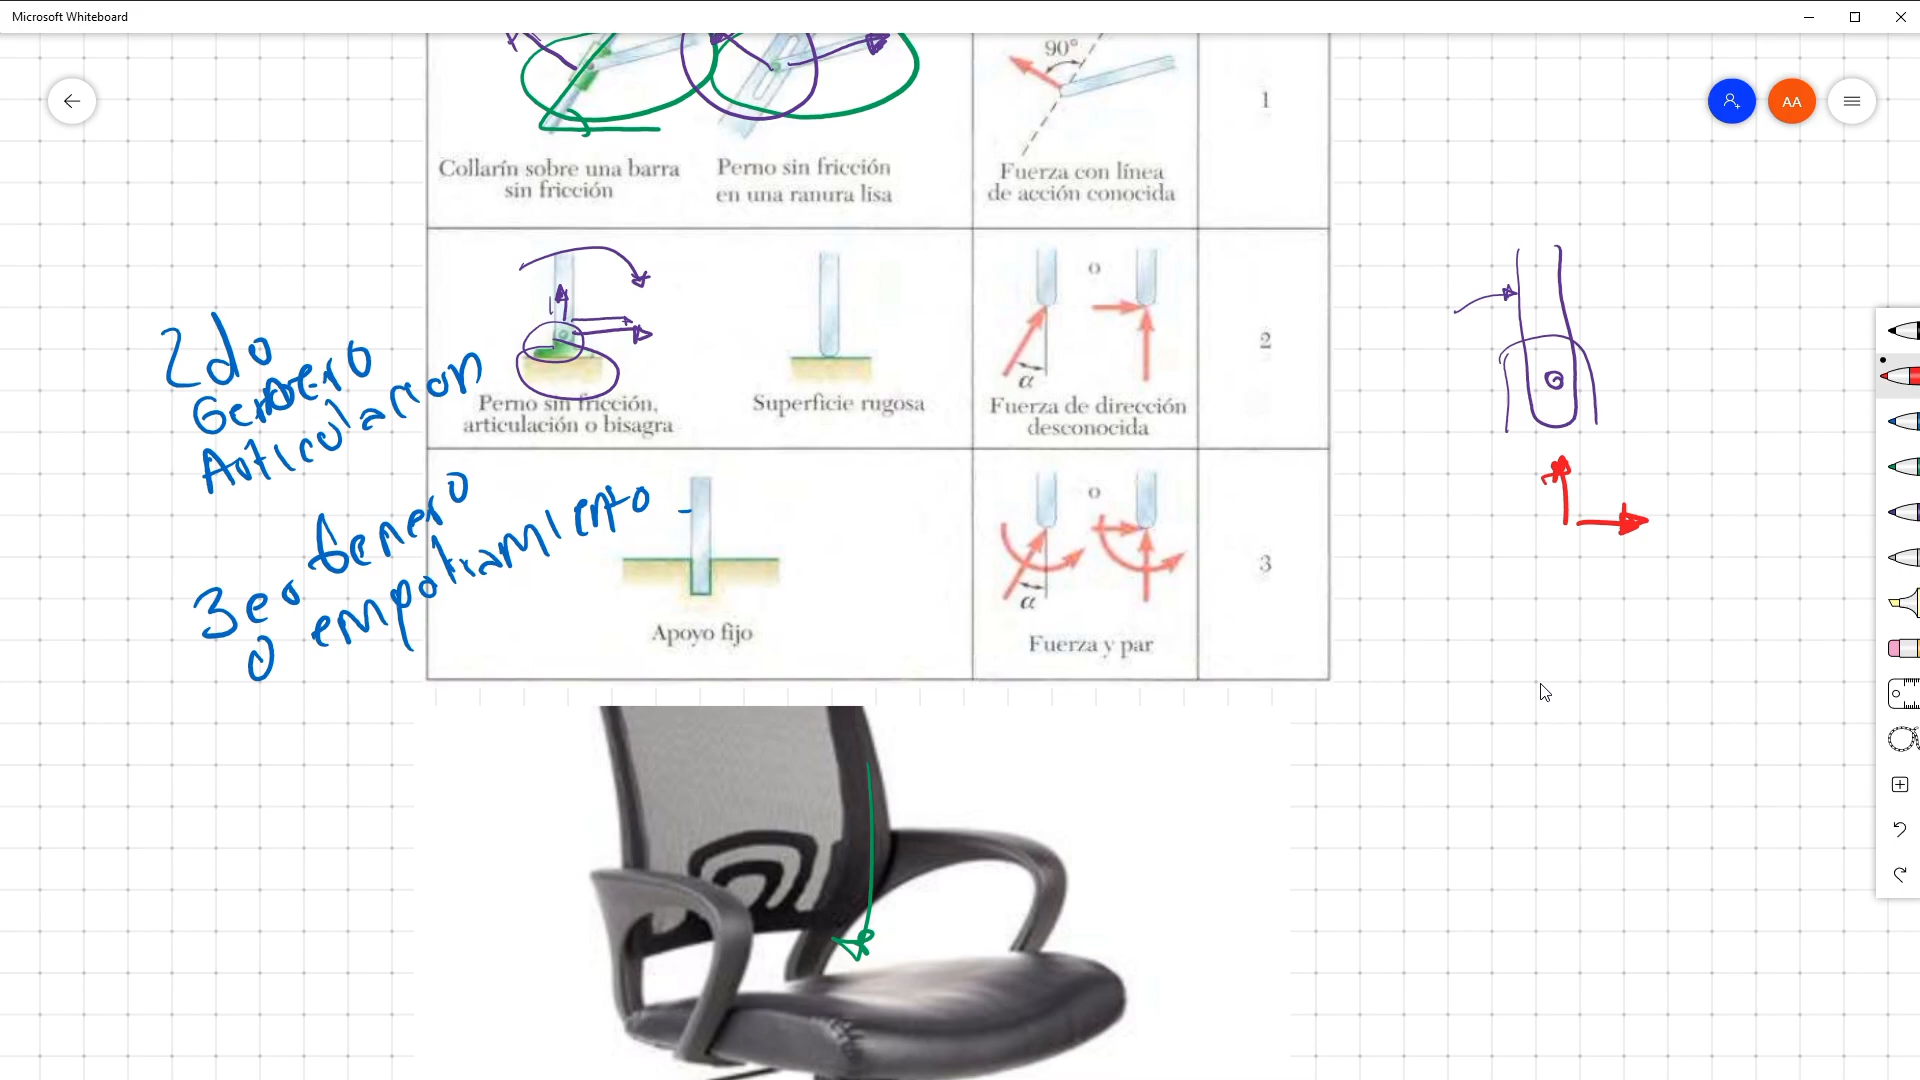 Microsoft Whiteboard
90°
AA
1
Collarín sobre una barra
sin fricción
Perno sin fricción
en una ranura lisa
Fuerza con línea
de acción conocida
2do
Genero
Articulacion
o
α
2
Perno sin fricción,
articulación o bisagra
Superficie rugosa
Fuerza de dirección
desconocida
3er Genero
o empotramiento
o
α
3
Apoyo fijo
Fuerza y par